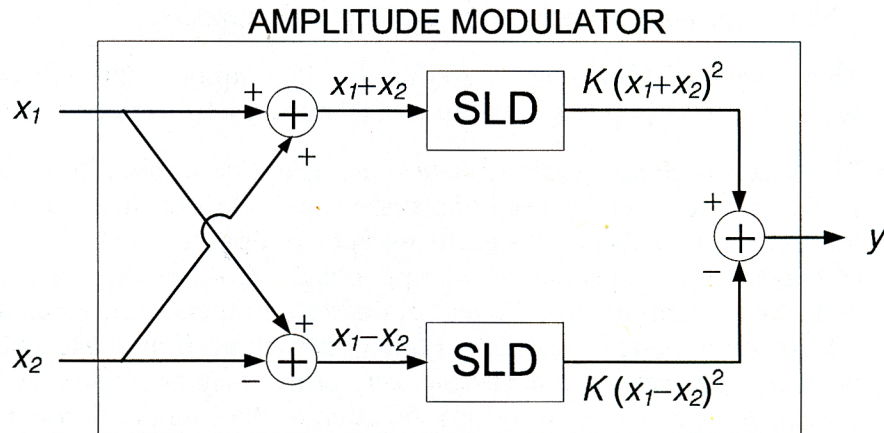 AMPLITUDE MODULATOR
x₁
+
+
+
x₁+x₂
SLD
K(x₁+x₂)²
+
+
−
y
x₂
+
−
+
x₁−x₂
SLD
K(x₁−x₂)²